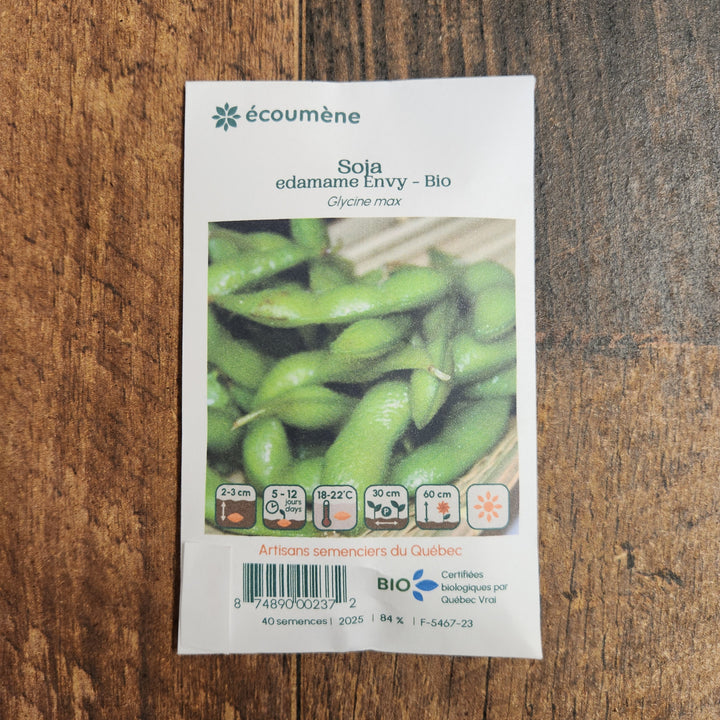 écoumène
Soja
edamame Envy - Bio
Glycine max
2-3 cm
5 - 12
jours
days
18-22°C
30 cm
P
60 cm
Artisans semenciers du Québec
8 74890 00237 2
BIO
Certifiées
biologiques par
Québec Vrai
40 semences | 2025 | 84 % | F-5467-23